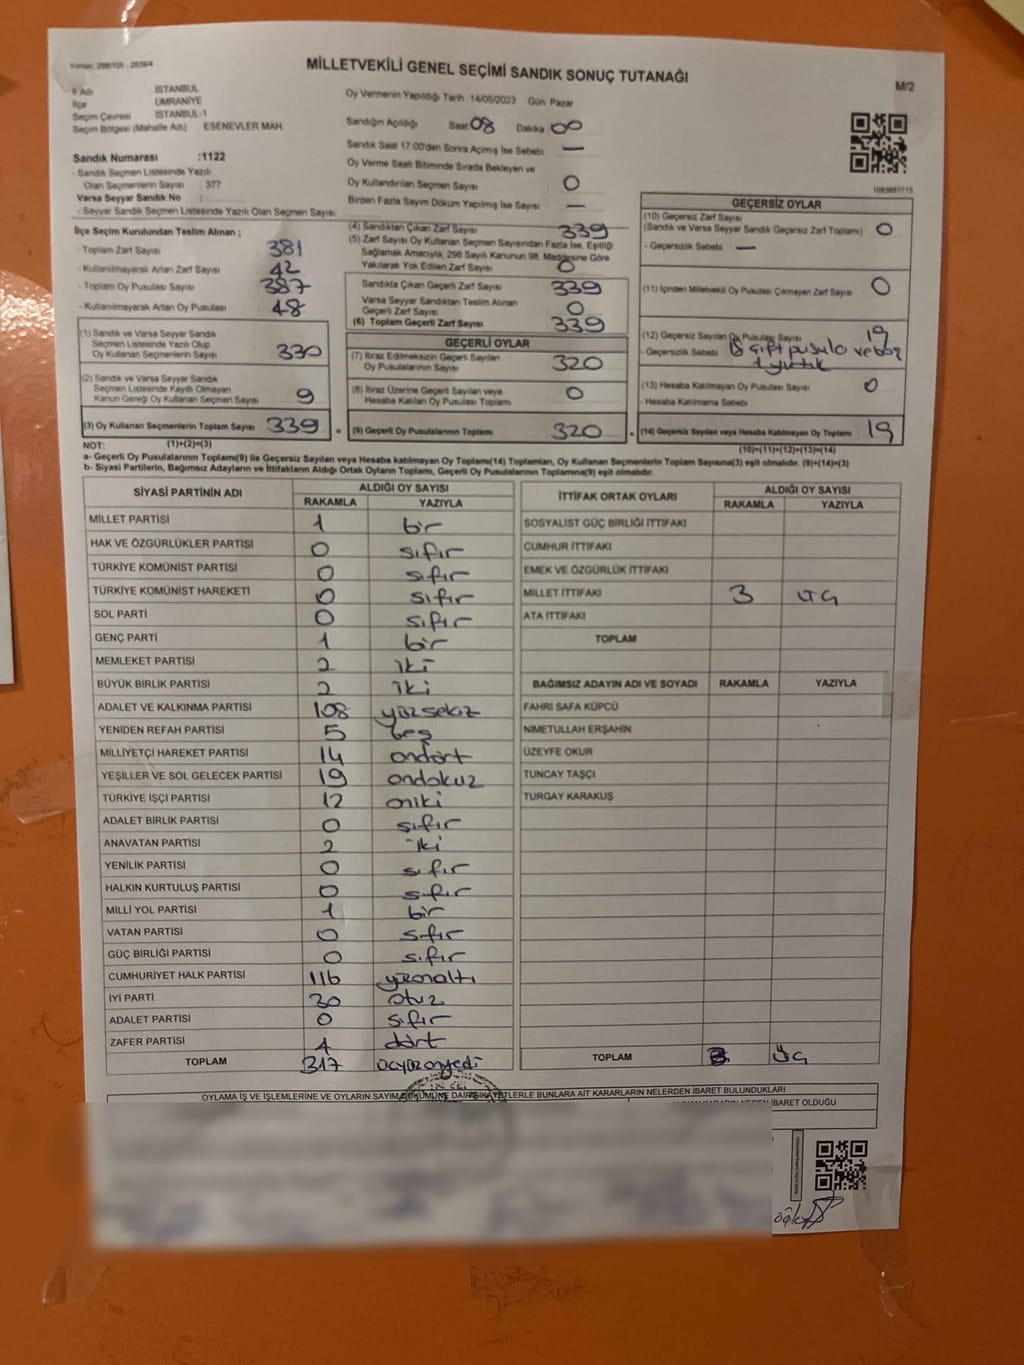 Kanun: 298/105 - 2839/4
MİLLETVEKİLİ GENEL SEÇİMİ SANDIK SONUÇ TUTANAĞI
M/2
İl Adı İSTANBUL
İlçe ÜMRANİYE
Seçim Çevresi İSTANBUL-1
Seçim Bölgesi (Mahalle Adı) ESENEVLER MAH.
Sandık Numarası :1122
- Sandık Seçmen Listesinde Yazılı
Olan Seçmenlerin Sayısı : 377
Varsa Seyyar Sandık No :
- Seyyar Sandık Seçmen Listesinde Yazılı Olan Seçmen Sayısı
Oy Vermenin Yapıldığı Tarih 14/05/2023 Gün Pazar
Sandığın Açıldığı Saat 08 Dakika 00
Sandık Saat 17:00'den Sonra Açılmış İse Sebebi —
Oy Verme Saati Bitiminde Sırada Bekleyen ve
Oy Kullandırılan Seçmen Sayısı 0
Birden Fazla Sayım Döküm Yapılmış İse Sayısı —
1083687715
İlçe Seçim Kurulundan Teslim Alınan ;
- Toplam Zarf Sayısı 381
- Kullanılmayarak Artan Zarf Sayısı 42
- Toplam Oy Pusulası Sayısı 387
- Kullanılmayarak Artan Oy Pusulası 48
(1) Sandık ve Varsa Seyyar Sandık
Seçmen Listesinde Yazılı Olup
Oy Kullanan Seçmenlerin Sayısı 330
(2) Sandık ve Varsa Seyyar Sandık
Seçmen Listesinde Kayıtlı Olmayan
Kanun Gereği Oy Kullanan Seçmen Sayısı 9
(3) Oy Kullanan Seçmenlerin Toplam Sayısı 339 =
(1)+(2)=(3)
(4) Sandıktan Çıkan Zarf Sayısı 339
(5) Zarf Sayısı Oy Kullanan Seçmen Sayısından Fazla İse, Eşitliği
Sağlamak Amacıyla, 298 Sayılı Kanunun 98. Maddesine Göre
Yakılarak Yok Edilen Zarf Sayısı 0
Sandıkta Çıkan Geçerli Zarf Sayısı 339
Varsa Seyyar Sandıktan Teslim Alınan
Geçerli Zarf Sayısı 0
(6) Toplam Geçerli Zarf Sayısı 339
GEÇERLİ OYLAR
(7) İtiraz Edilmeksizin Geçerli Sayılan
Oy Pusulalarının Sayısı 320
(8) İtiraz Üzerine Geçerli Sayılan veya
Hesaba Katılan Oy Pusulası Toplamı 0
(9) Geçerli Oy Pusulalarının Toplamı 320 +
GEÇERSİZ OYLAR
(10) Geçersiz Zarf Sayısı
(Sandık ve Varsa Seyyar Sandık Geçersiz Zarf Toplamı) 0
- Geçersizlik Sebebi : —
(11) İçinden Milletvekili Oy Pusulası Çıkmayan Zarf Sayısı 0
(12) Geçersiz Sayılan Oy Pusulası Sayısı 19
- Geçersizlik Sebebi çift pusula ve boş
1 yırtık
(13) Hesaba Katılmayan Oy Pusulası Sayısı 0
- Hesaba Katılmama Sebebi :
(14) Geçersiz Sayılan veya Hesaba Katılmayan Oy Toplamı 19
(10)+(11)+(12)+(13)=(14)
NOT:
a- Geçerli Oy Pusulalarının Toplamı(9) ile Geçersiz Sayılan veya Hesaba katılmayan Oy Toplamı(14) Toplamları, Oy Kullanan Seçmenlerin Toplam Sayısına(3) eşit olmalıdır. (9)+(14)=(3)
b- Siyasi Partilerin, Bağımsız Adayların ve İttifakların Aldığı Ortak Oyların Toplamı, Geçerli Oy Pusulalarının Toplamına(9) eşit olmalıdır.
SİYASİ PARTİNİN ADI ALDIĞI OY SAYISI
RAKAMLA YAZIYLA
MİLLET PARTİSİ 1 bir
HAK VE ÖZGÜRLÜKLER PARTİSİ 0 sıfır
TÜRKİYE KOMÜNİST PARTİSİ 0 sıfır
TÜRKİYE KOMÜNİST HAREKETİ 0 sıfır
SOL PARTİ 0 sıfır
GENÇ PARTİ 1 bir
MEMLEKET PARTİSİ 2 iki
BÜYÜK BİRLİK PARTİSİ 2 iki
ADALET VE KALKINMA PARTİSİ 108 yüzsekiz
YENİDEN REFAH PARTİSİ 5 beş
MİLLİYETÇİ HAREKET PARTİSİ 14 ondört
YEŞİLLER VE SOL GELECEK PARTİSİ 19 ondokuz
TÜRKİYE İŞÇİ PARTİSİ 12 oniki
ADALET BİRLİK PARTİSİ 0 sıfır
ANAVATAN PARTİSİ 2 iki
YENİLİK PARTİSİ 0 sıfır
HALKIN KURTULUŞ PARTİSİ 0 sıfır
MİLLİ YOL PARTİSİ 1 bir
VATAN PARTİSİ 0 sıfır
GÜÇ BİRLİĞİ PARTİSİ 0 sıfır
CUMHURİYET HALK PARTİSİ 116 yüzonaltı
İYİ PARTİ 30 otuz
ADALET PARTİSİ 0 sıfır
ZAFER PARTİSİ 4 dört
TOPLAM 317 üçyüzonyedi
İTTİFAK ORTAK OYLARI ALDIĞI OY SAYISI
RAKAMLA YAZIYLA
SOSYALİST GÜÇ BİRLİĞİ İTTİFAKI
CUMHUR İTTİFAKI
EMEK VE ÖZGÜRLÜK İTTİFAKI
MİLLET İTTİFAKI 3 üç
ATA İTTİFAKI
TOPLAM
BAĞIMSIZ ADAYIN ADI VE SOYADI RAKAMLA YAZIYLA
FAHRİ SAFA KÜPCÜ
NİMETULLAH ERŞAHİN
ÜZEYFE OKUR
TUNCAY TAŞÇI
TURGAY KARAKUŞ
TOPLAM 3 üç
OYLAMA İŞ VE İŞLEMLERİNE VE OYLARIN SAYIM DÖKÜMÜNE DAİR ŞİKAYETLERLE BUNLARA AİT KARARLARIN NELERDEN İBARET BULUNDUKLARI
İBARET OLDUĞU